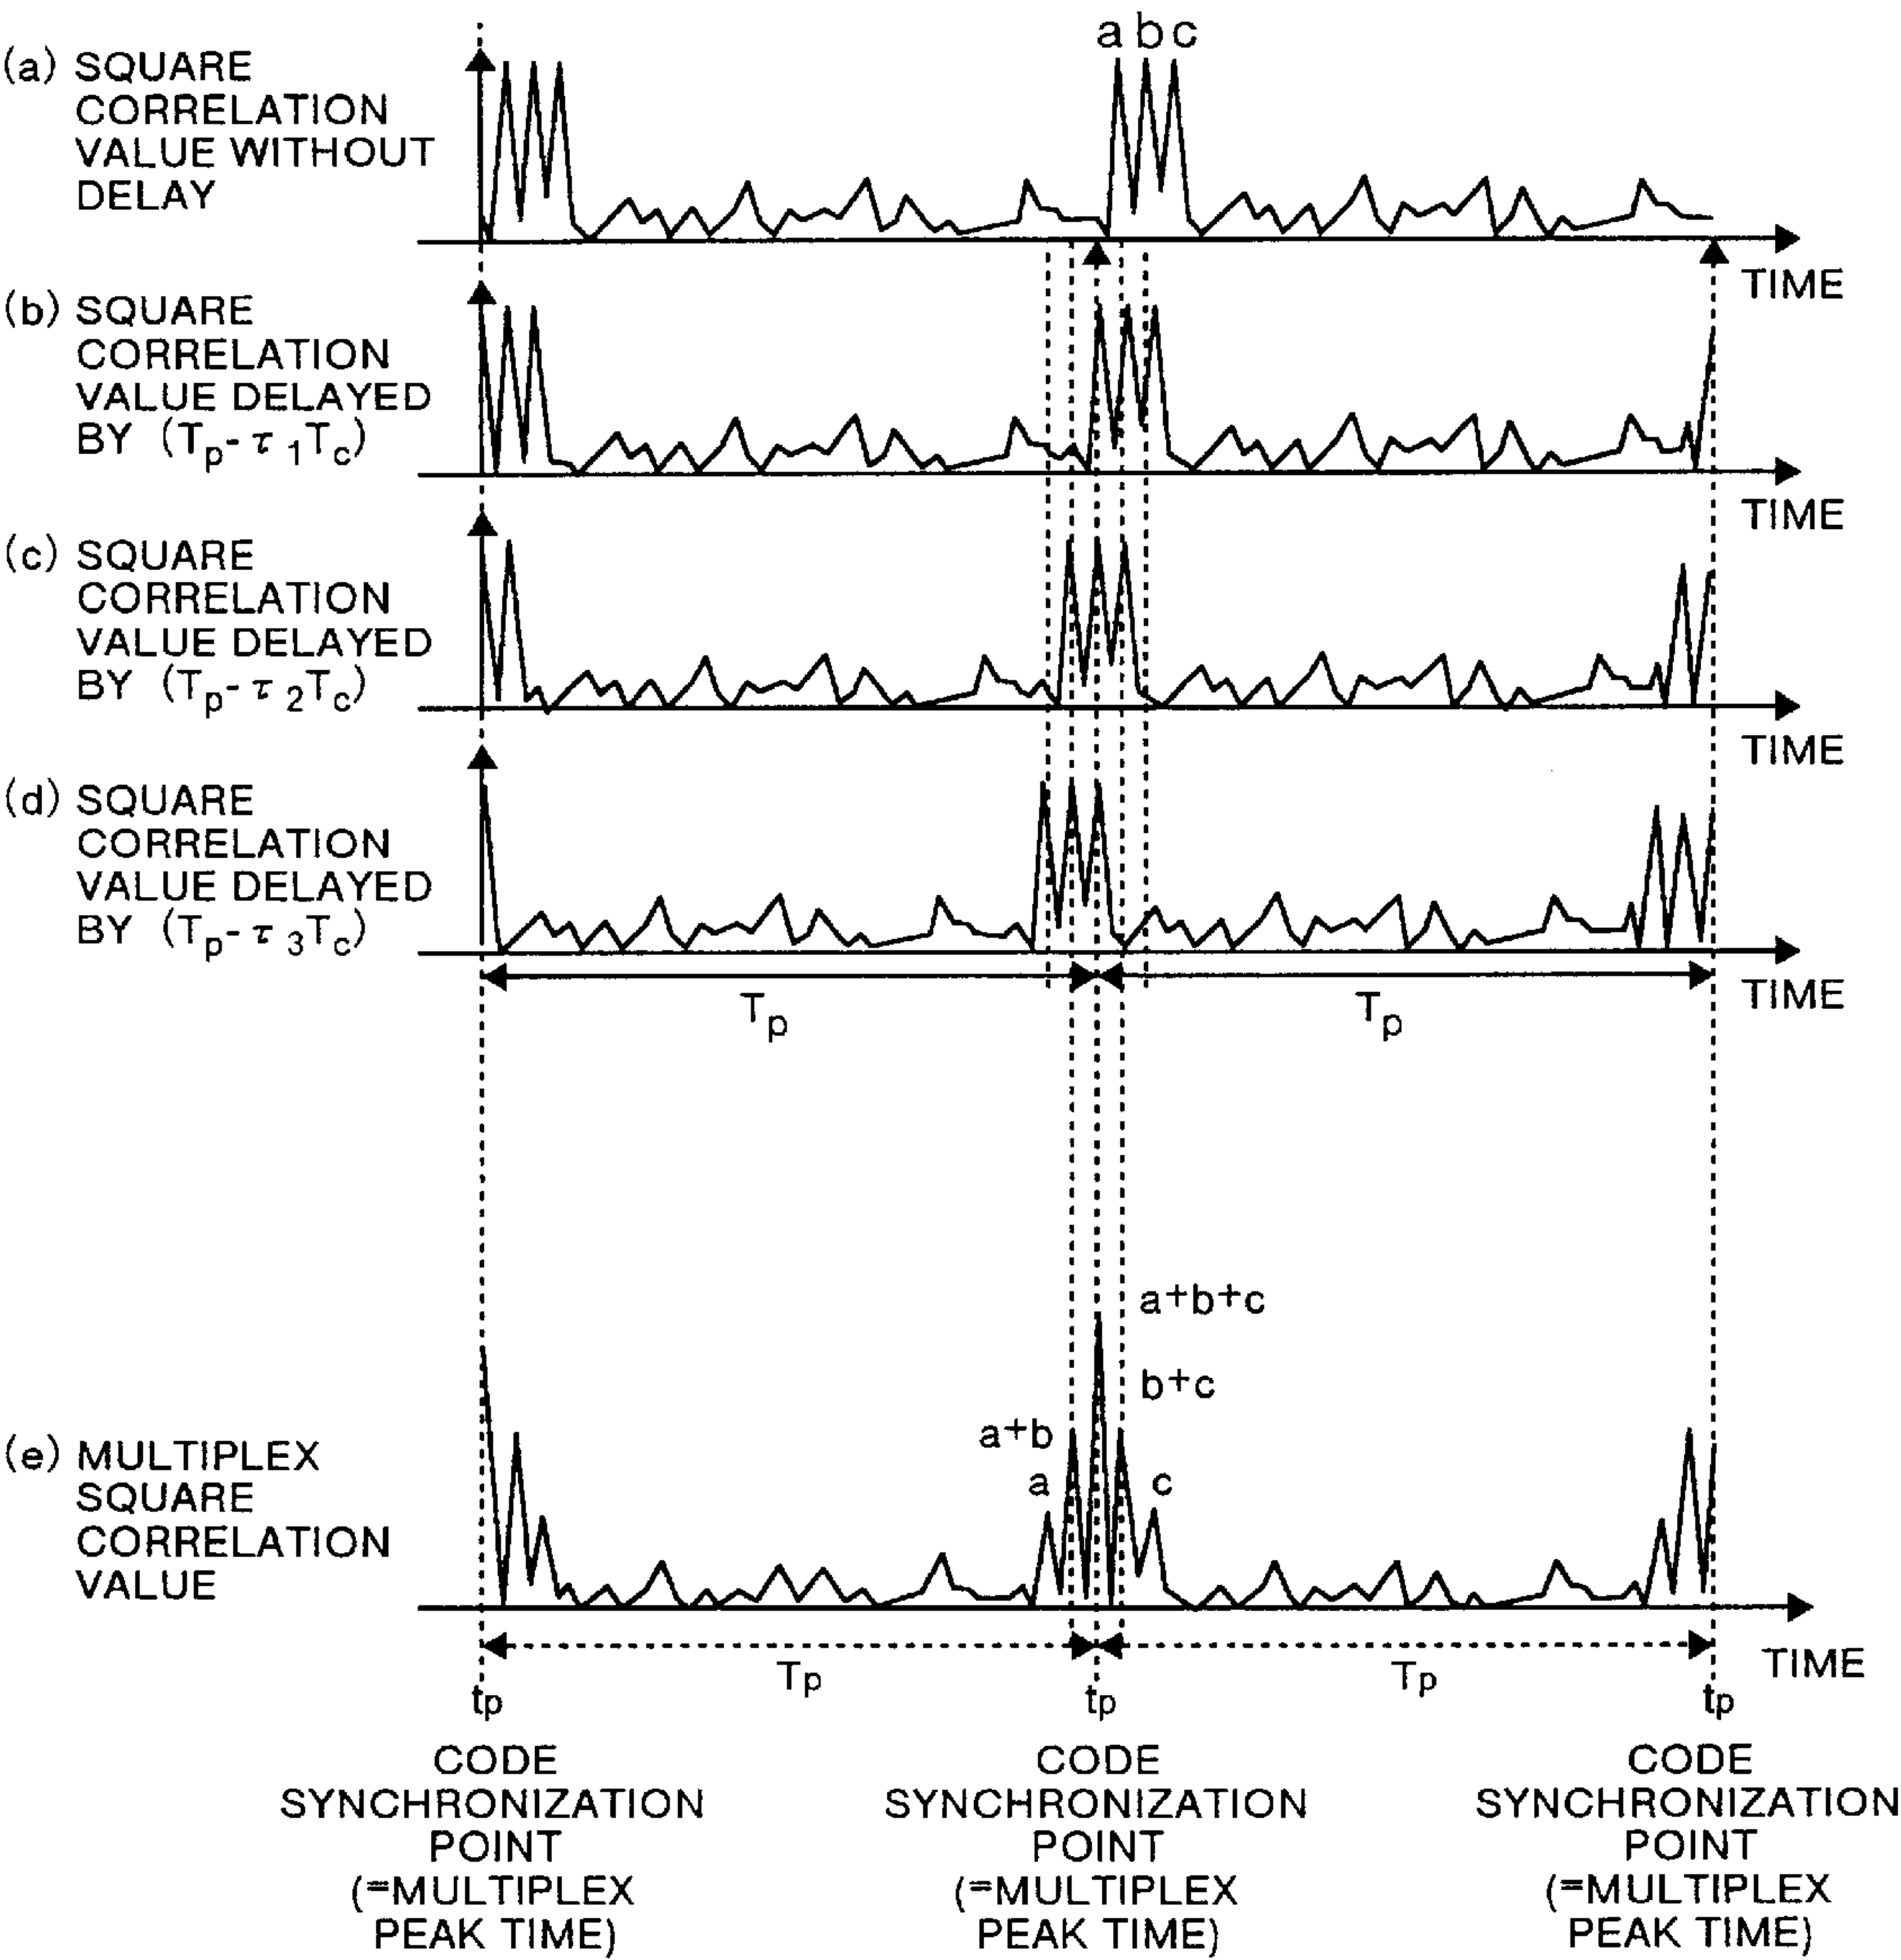 a b c
(a) SQUARE
CORRELATION
VALUE WITHOUT
DELAY
TIME
(b) SQUARE
CORRELATION
VALUE DELAYED
BY (Tp-τ1Tc)
TIME
(c) SQUARE
CORRELATION
VALUE DELAYED
BY (Tp-τ2Tc)
TIME
(d) SQUARE
CORRELATION
VALUE DELAYED
BY (Tp-τ3Tc)
TIME
Tp Tp
a+b+c
b+c
a+b
a c
(e) MULTIPLEX
SQUARE
CORRELATION
VALUE
TIME
Tp Tp
tp tp tp
CODE
SYNCHRONIZATION
POINT
(=MULTIPLEX
PEAK TIME)
CODE
SYNCHRONIZATION
POINT
(=MULTIPLEX
PEAK TIME)
CODE
SYNCHRONIZATION
POINT
(=MULTIPLEX
PEAK TIME)